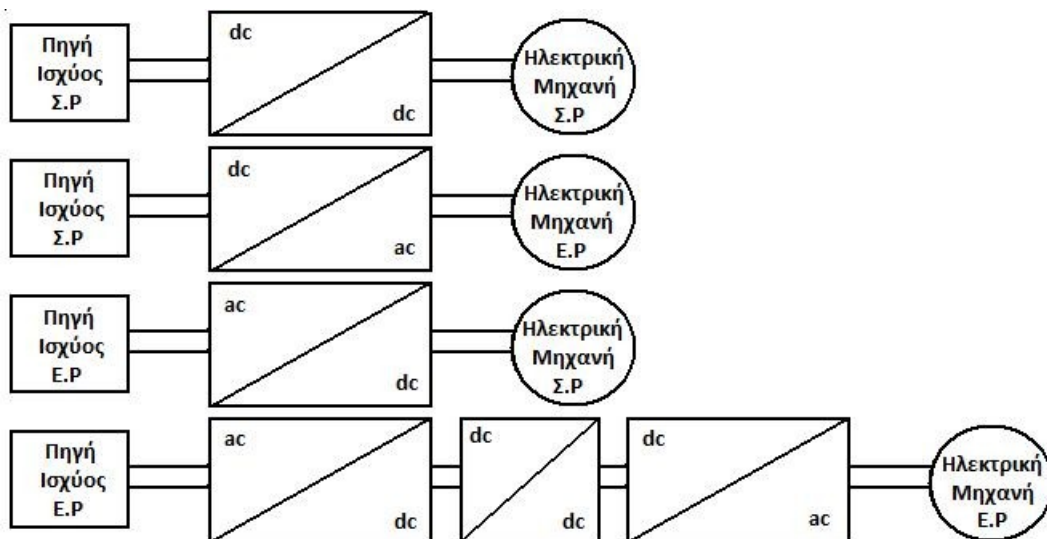 Πηγή
Ισχύος
Σ.Ρ
dc
dc
Ηλεκτρική
Μηχανή
Σ.Ρ
Πηγή
Ισχύος
Σ.Ρ
dc
ac
Ηλεκτρική
Μηχανή
Ε.Ρ
Πηγή
Ισχύος
Ε.Ρ
ac
dc
Ηλεκτρική
Μηχανή
Σ.Ρ
Πηγή
Ισχύος
Ε.Ρ
ac
dc
dc
dc
dc
ac
Ηλεκτρική
Μηχανή
Ε.Ρ